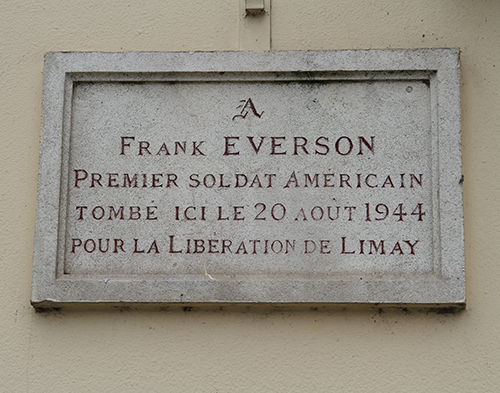 A
FRANK EVERSON
PREMIER SOLDAT AMÉRICAIN
TOMBÉ ICI LE 20 AOUT 1944
POUR LA LIBÉRATION DE LIMAY